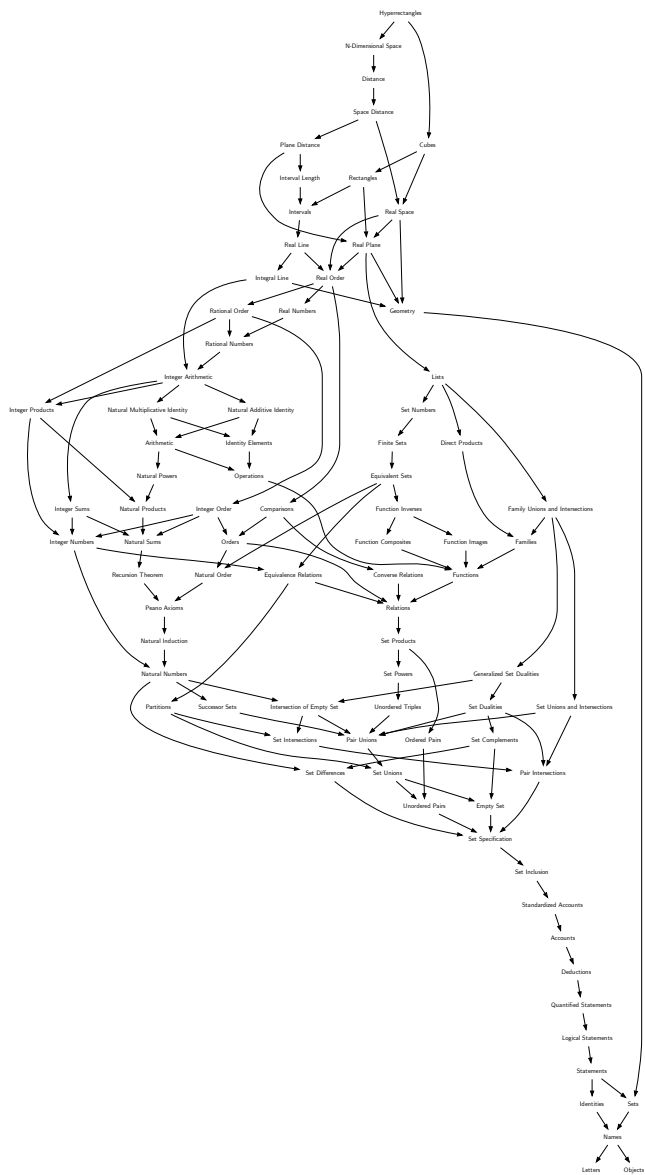 Hyperrectangles
N-Dimensional Space
Distance
Space Distance
Plane Distance
Cubes
Interval Length
Rectangles
Intervals
Real Space
Real Line
Real Plane
Integral Line
Real Order
Rational Order
Real Numbers
Geometry
Rational Numbers
Integer Arithmetic
Lists
Integer Products
Natural Multiplicative Identity
Natural Additive Identity
Set Numbers
Arithmetic
Identity Elements
Finite Sets
Direct Products
Natural Powers
Operations
Equivalent Sets
Integer Sums
Natural Products
Integer Order
Comparisons
Function Inverses
Family Unions and Intersections
Integer Numbers
Natural Sums
Orders
Function Composites
Function Images
Families
Recursion Theorem
Natural Order
Equivalence Relations
Converse Relations
Functions
Peano Axioms
Relations
Natural Induction
Set Products
Natural Numbers
Set Powers
Generalized Set Dualities
Partitions
Successor Sets
Intersection of Empty Set
Unordered Triples
Set Dualities
Set Unions and Intersections
Set Intersections
Pair Unions
Ordered Pairs
Set Complements
Set Differences
Set Unions
Pair Intersections
Unordered Pairs
Empty Set
Set Specification
Set Inclusion
Standardized Accounts
Accounts
Deductions
Quantified Statements
Logical Statements
Statements
Identities
Sets
Names
Letters
Objects